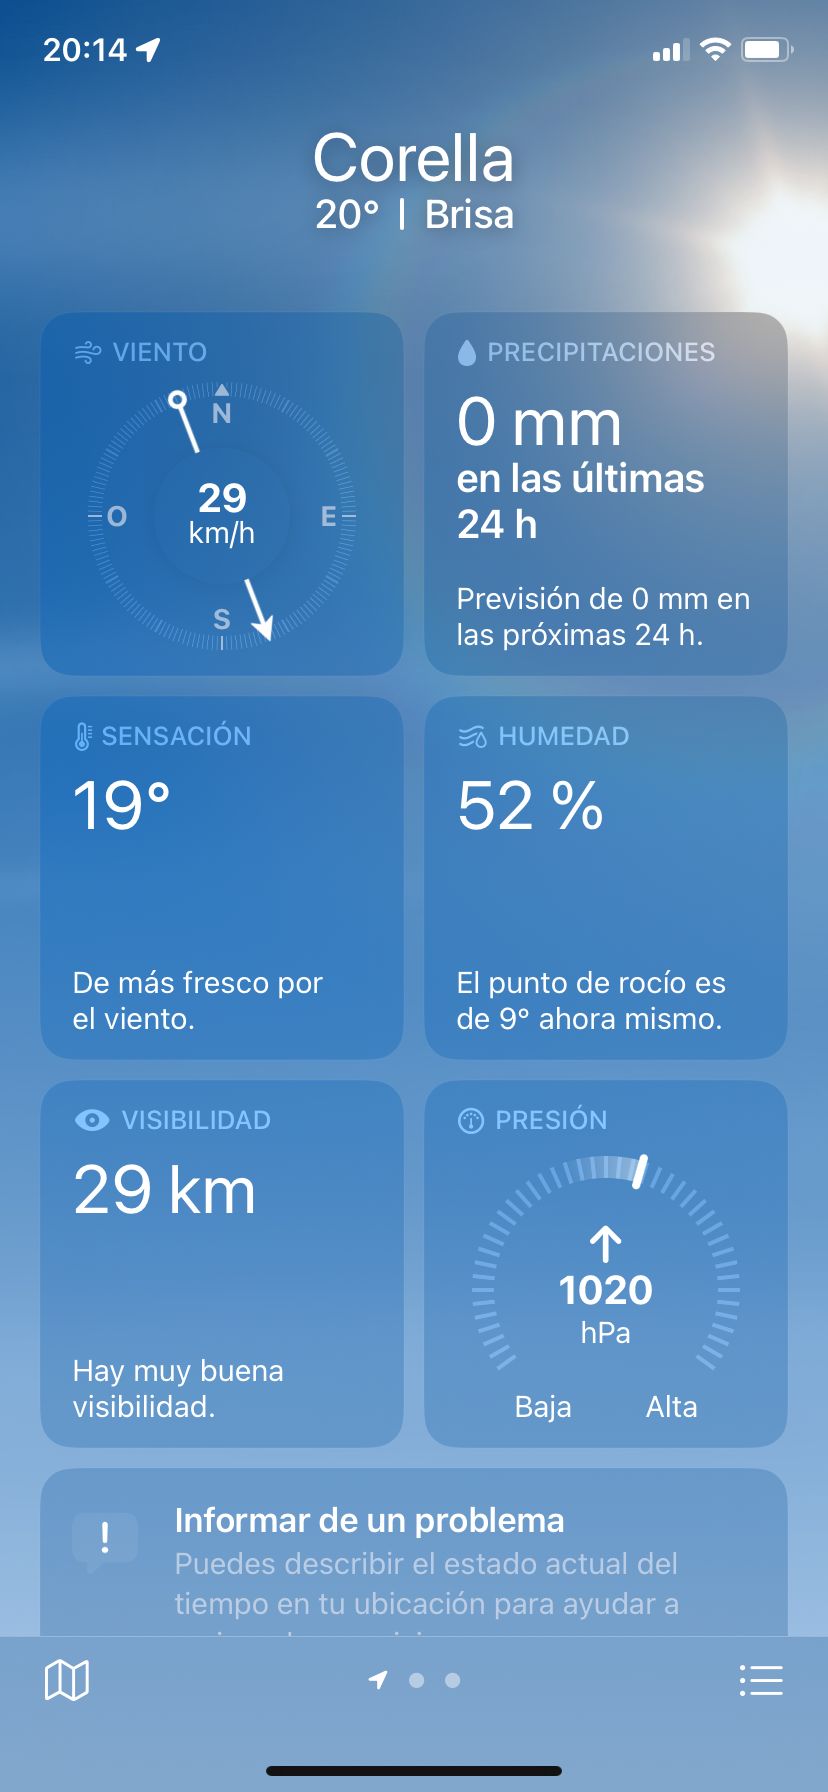 20:14
Corella
20° | Brisa
VIENTO
N
O
E
S
29
km/h
PRECIPITACIONES
0 mm
en las últimas
24 h
Previsión de 0 mm en
las próximas 24 h.
SENSACIÓN
19°
De más fresco por
el viento.
HUMEDAD
52 %
El punto de rocío es
de 9° ahora mismo.
VISIBILIDAD
29 km
Hay muy buena
visibilidad.
PRESIÓN
1020
hPa
Baja
Alta
!
Informar de un problema
Puedes describir el estado actual del
tiempo en tu ubicación para ayudar a